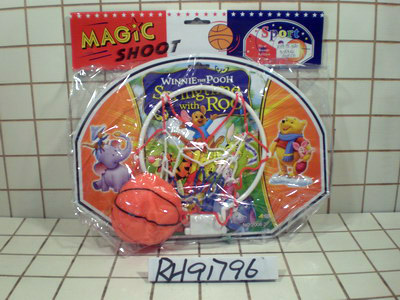 MAGIC
SHOOT
Sport
WINNIE THE POOH
Springtime
with Roo
RH91796